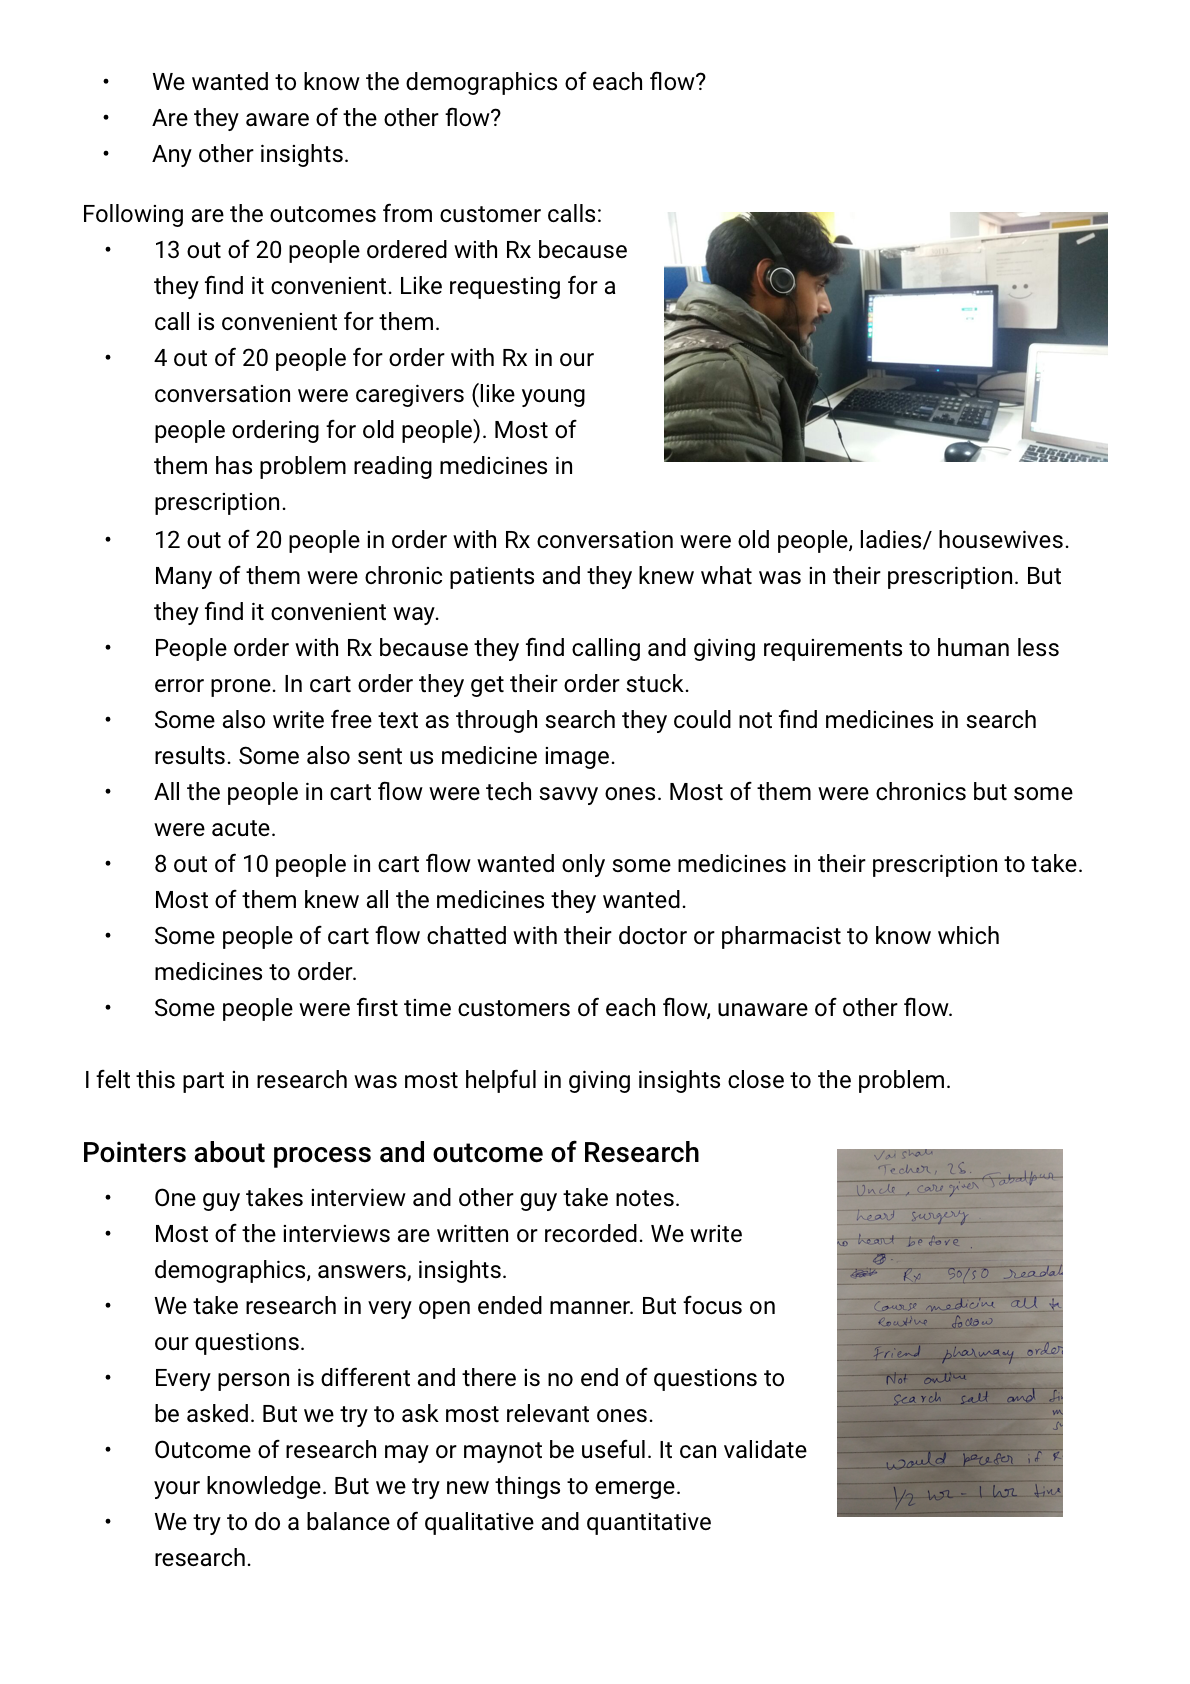 • We wanted to know the demographics of each flow?
• Are they aware of the other flow?
• Any other insights.
Following are the outcomes from customer calls:
• 13 out of 20 people ordered with Rx because
they find it convenient. Like requesting for a
call is convenient for them.
• 4 out of 20 people for order with Rx in our
conversation were caregivers (like young
people ordering for old people). Most of
them has problem reading medicines in
prescription.
• 12 out of 20 people in order with Rx conversation were old people, ladies/ housewives.
Many of them were chronic patients and they knew what was in their prescription. But
they find it convenient way.
• People order with Rx because they find calling and giving requirements to human less
error prone. In cart order they get their order stuck.
• Some also write free text as through search they could not find medicines in search
results. Some also sent us medicine image.
• All the people in cart flow were tech savvy ones. Most of them were chronics but some
were acute.
• 8 out of 10 people in cart flow wanted only some medicines in their prescription to take.
Most of them knew all the medicines they wanted.
• Some people of cart flow chatted with their doctor or pharmacist to know which
medicines to order.
• Some people were first time customers of each flow, unaware of other flow.
I felt this part in research was most helpful in giving insights close to the problem.
Pointers about process and outcome of Research
• One guy takes interview and other guy take notes.
• Most of the interviews are written or recorded. We write
demographics, answers, insights.
• We take research in very open ended manner. But focus on
our questions.
• Every person is different and there is no end of questions to
be asked. But we try to ask most relevant ones.
• Outcome of research may or maynot be useful. It can validate
your knowledge. But we try new things to emerge.
• We try to do a balance of qualitative and quantitative
research.
Vaishali
Techer, 25.
Uncle, caregiver Jabalpur
heart surgery
heart before.
Rx 50/50
Course medicine all
Routine follow
Friend pharmacy order
Not online
search salt and
would prefer if R
1/2 hr - 1 hr time